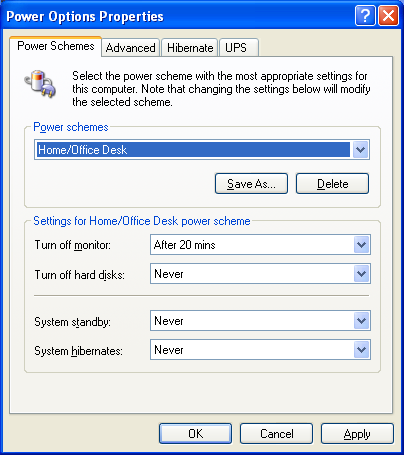 Power Options Properties
Power Schemes Advanced Hibernate UPS
Select the power scheme with the most appropriate settings for
this computer. Note that changing the settings below will modify
the selected scheme.
Power schemes
Home/Office Desk
Save As... Delete
Settings for Home/Office Desk power scheme
Turn off monitor: After 20 mins
Turn off hard disks: Never
System standby: Never
System hibernates: Never
OK Cancel Apply